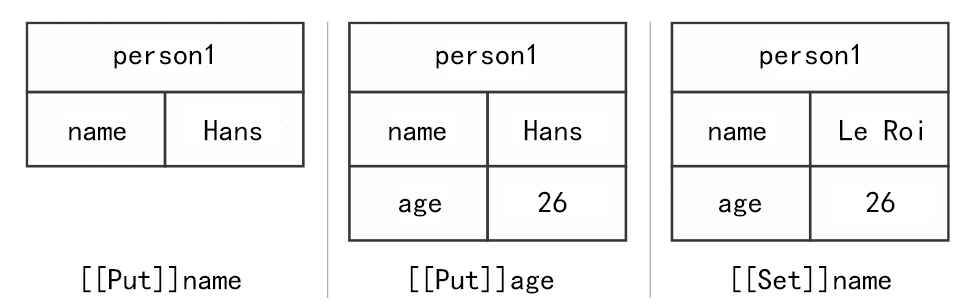 person1
name Hans
[[Put]]name
person1
name Hans
age 26
[[Put]]age
person1
name Le Roi
age 26
[[Set]]name